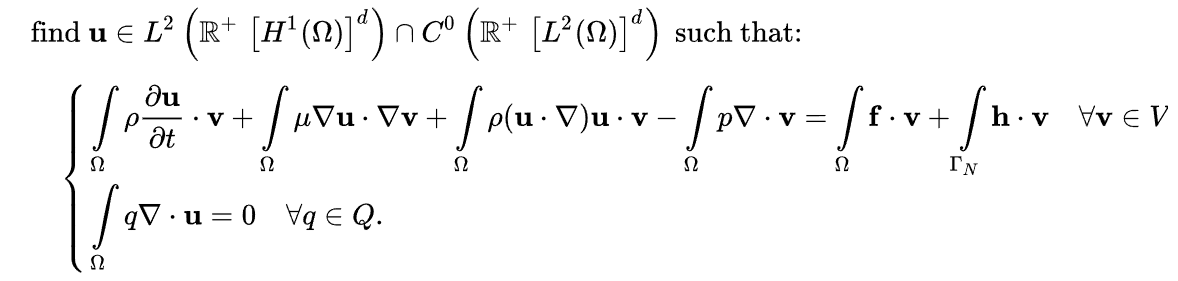 find u ∈ L² (ℝ⁺ [H¹(Ω)]ᵈ) ∩ C⁰ (ℝ⁺ [L²(Ω)]ᵈ) such that:
{ ∫_Ω ρ ∂u/∂t · v + ∫_Ω μ∇u · ∇v + ∫_Ω ρ(u · ∇)u · v − ∫_Ω p∇ · v = ∫_Ω f · v + ∫_{Γ_N} h · v ∀v ∈ V
∫_Ω q∇ · u = 0 ∀q ∈ Q.